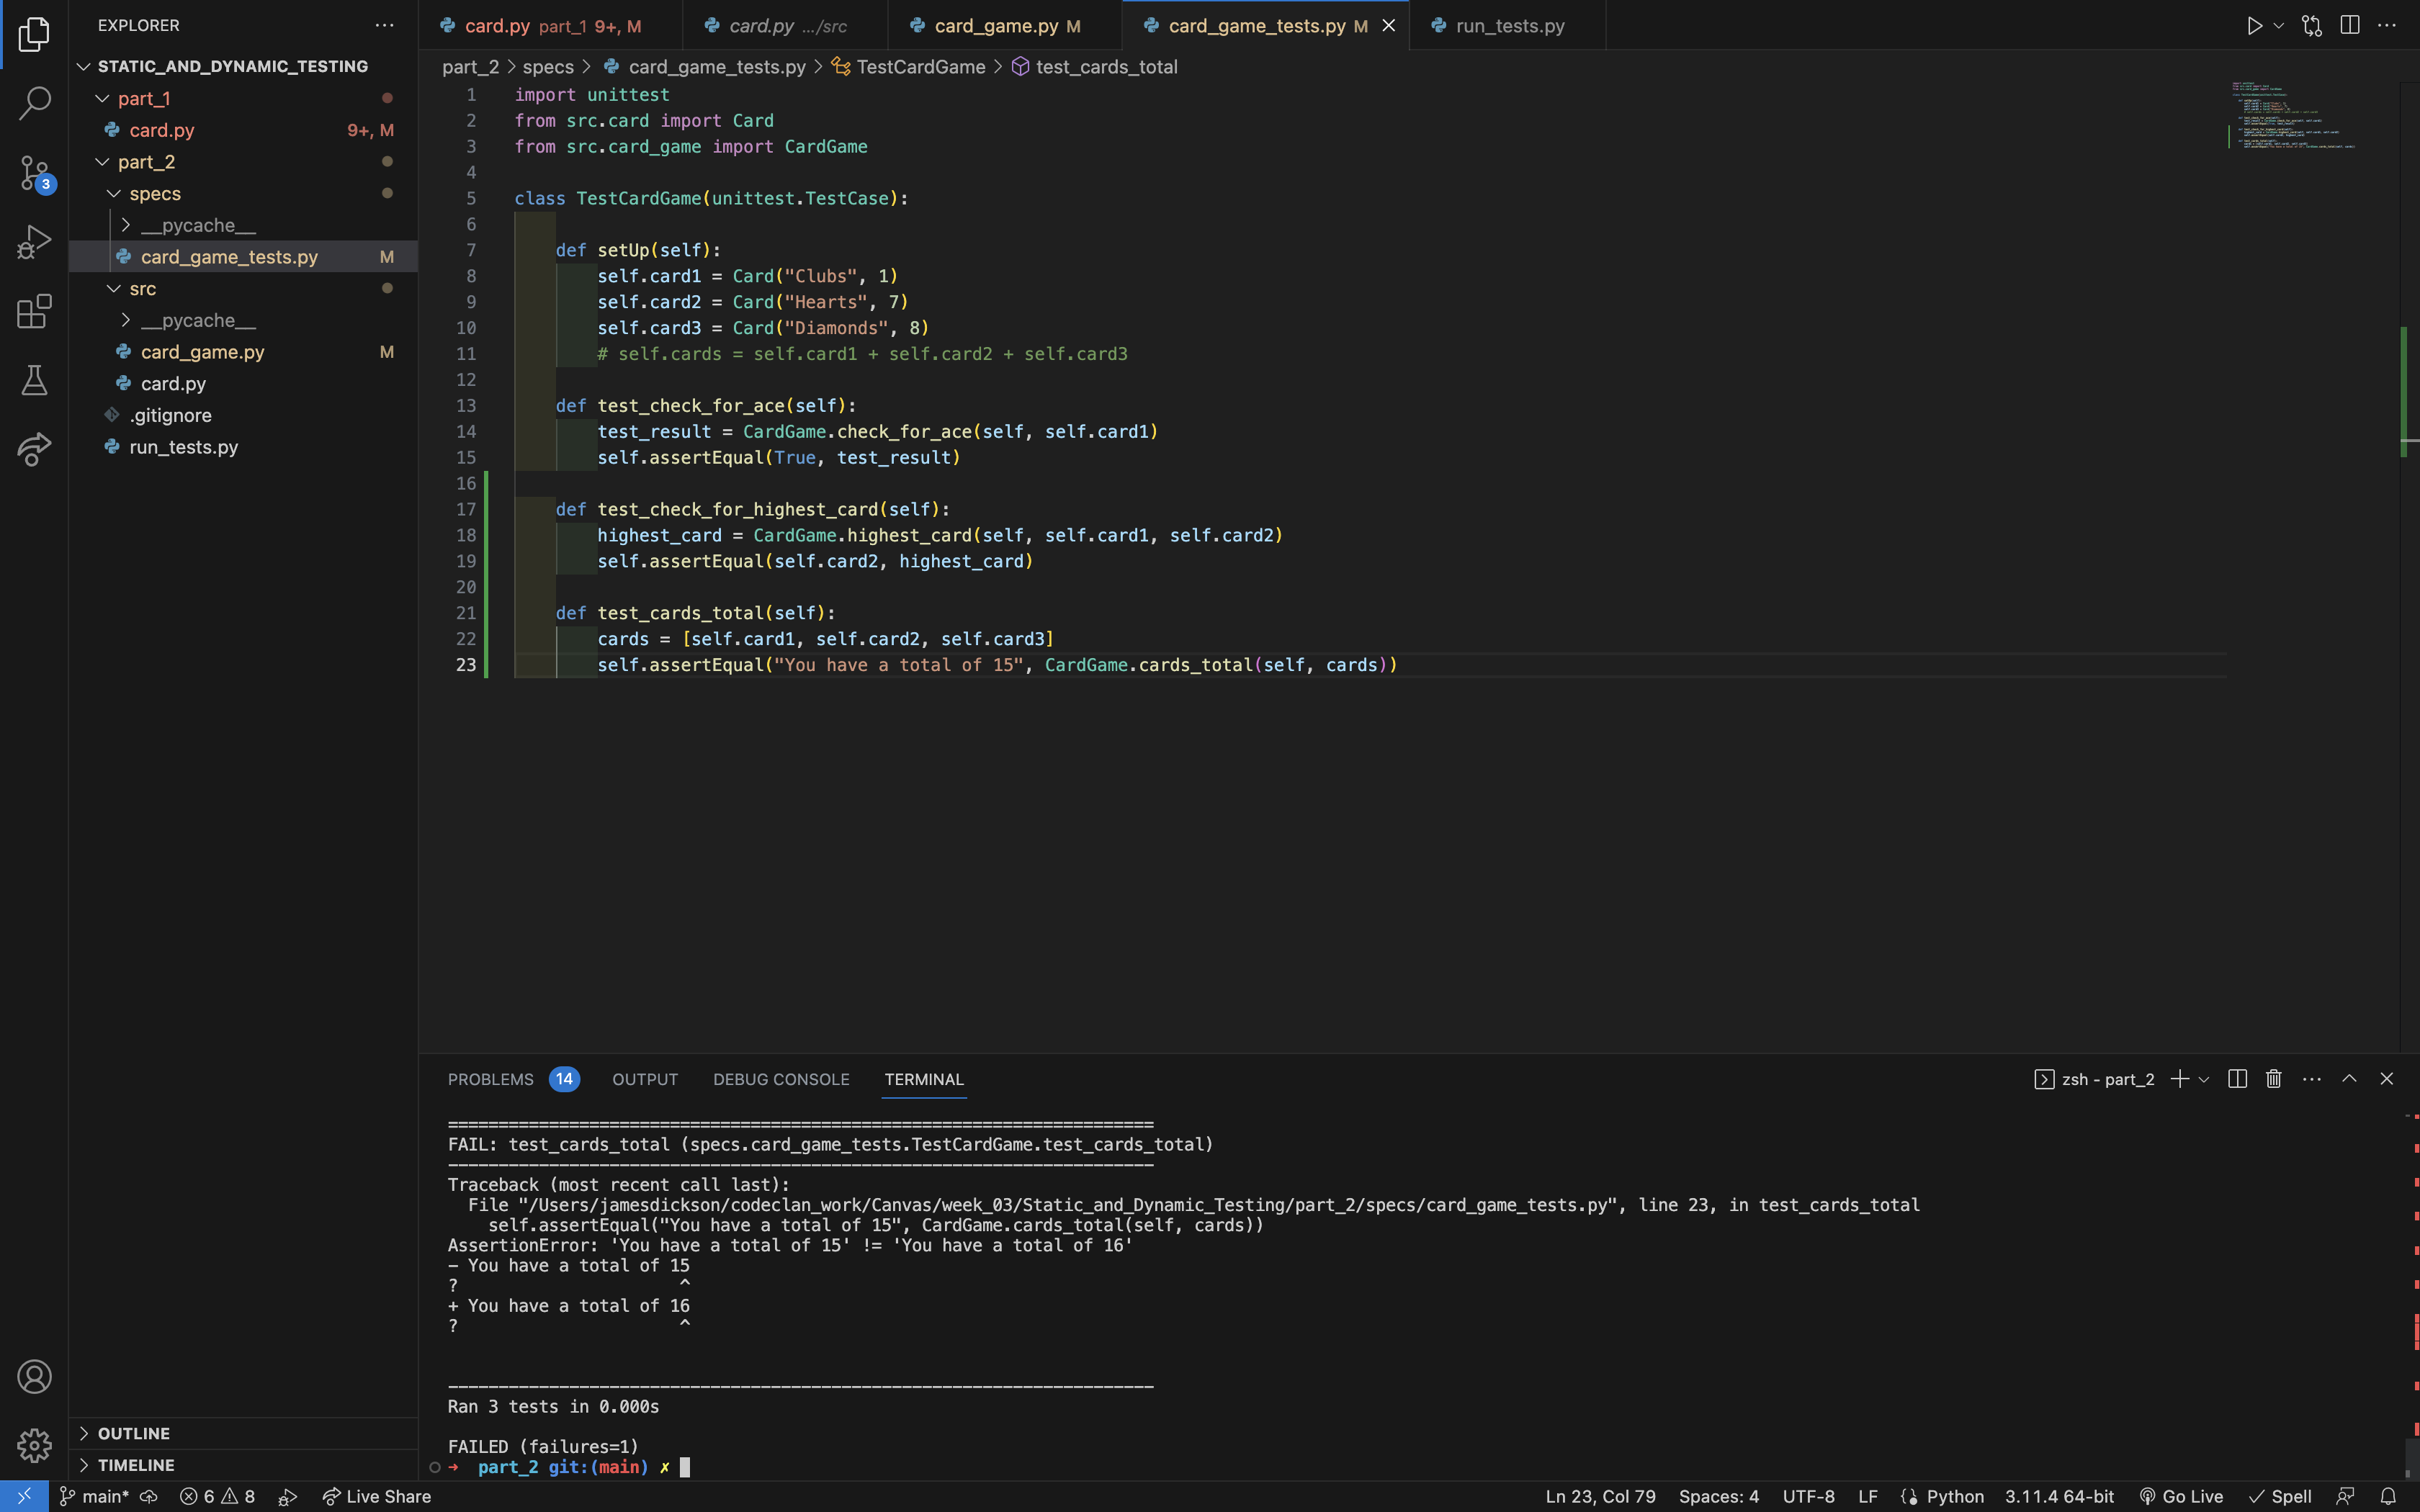 EXPLORER
STATIC_AND_DYNAMIC_TESTING
part_1
card.py 9+, M
part_2
specs
__pycache__
card_game_tests.py M
src
__pycache__
card_game.py M
card.py
.gitignore
run_tests.py
OUTLINE
TIMELINE
3
card.py part_1 9+, M card.py .../src card_game.py M card_game_tests.py M run_tests.py
part_2 > specs > card_game_tests.py > TestCardGame > test_cards_total
1 import unittest
2 from src.card import Card
3 from src.card_game import CardGame
4
5 class TestCardGame(unittest.TestCase):
6
7 def setUp(self):
8 self.card1 = Card("Clubs", 1)
9 self.card2 = Card("Hearts", 7)
10 self.card3 = Card("Diamonds", 8)
11 # self.cards = self.card1 + self.card2 + self.card3
12
13 def test_check_for_ace(self):
14 test_result = CardGame.check_for_ace(self, self.card1)
15 self.assertEqual(True, test_result)
16
17 def test_check_for_highest_card(self):
18 highest_card = CardGame.highest_card(self, self.card1, self.card2)
19 self.assertEqual(self.card2, highest_card)
20
21 def test_cards_total(self):
22 cards = [self.card1, self.card2, self.card3]
23 self.assertEqual("You have a total of 15", CardGame.cards_total(self, cards))
PROBLEMS 14 OUTPUT DEBUG CONSOLE TERMINAL zsh - part_2
======================================================================
FAIL: test_cards_total (specs.card_game_tests.TestCardGame.test_cards_total)
----------------------------------------------------------------------
Traceback (most recent call last):
File "/Users/jamesdickson/codeclan_work/Canvas/week_03/Static_and_Dynamic_Testing/part_2/specs/card_game_tests.py", line 23, in test_cards_total
self.assertEqual("You have a total of 15", CardGame.cards_total(self, cards))
AssertionError: 'You have a total of 15' != 'You have a total of 16'
- You have a total of 15
? ^
+ You have a total of 16
? ^
----------------------------------------------------------------------
Ran 3 tests in 0.000s
FAILED (failures=1)
➜ part_2 git:(main) ✗
main* 6 8 Live Share Ln 23, Col 79 Spaces: 4 UTF-8 LF Python 3.11.4 64-bit Go Live Spell